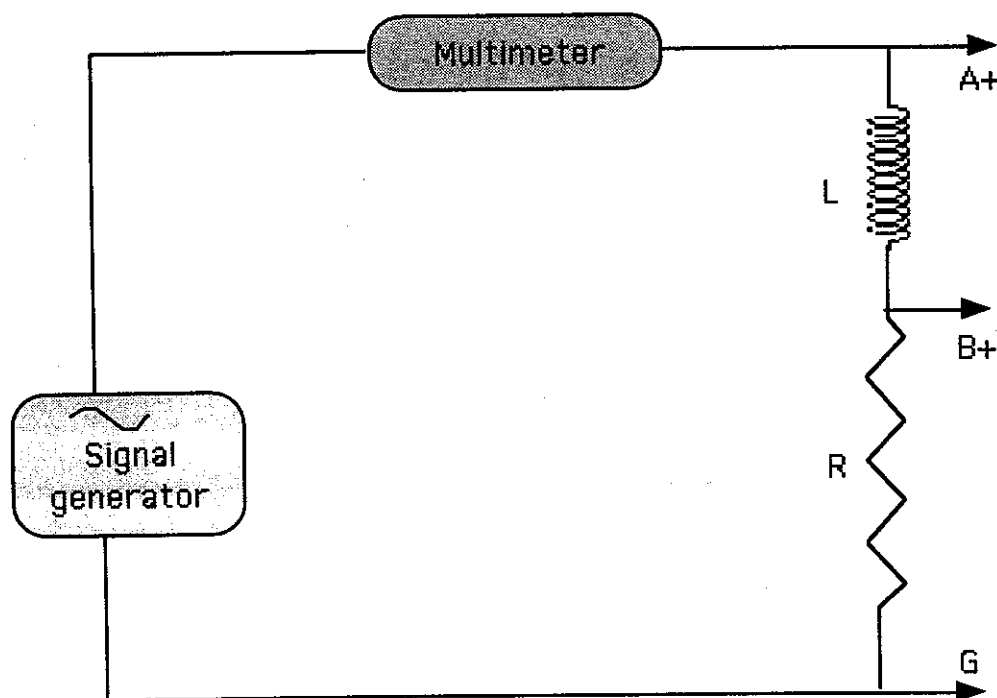 Multimeter
A+
L
B+
Signal
generator
R
G